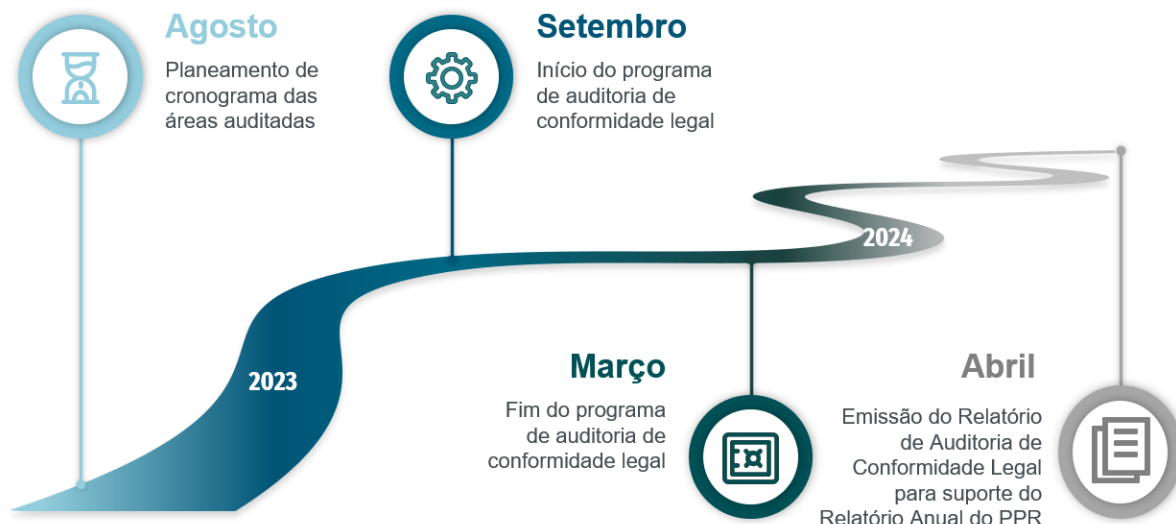 Agosto
Planeamento de
cronograma das
áreas auditadas
Setembro
Início do programa
de auditoria de
conformidade legal
2024
2023
Março
Fim do programa
de auditoria de
conformidade legal
Abril
Emissão do Relatório
de Auditoria de
Conformidade Legal
para suporte do
Relatório Anual do PPR